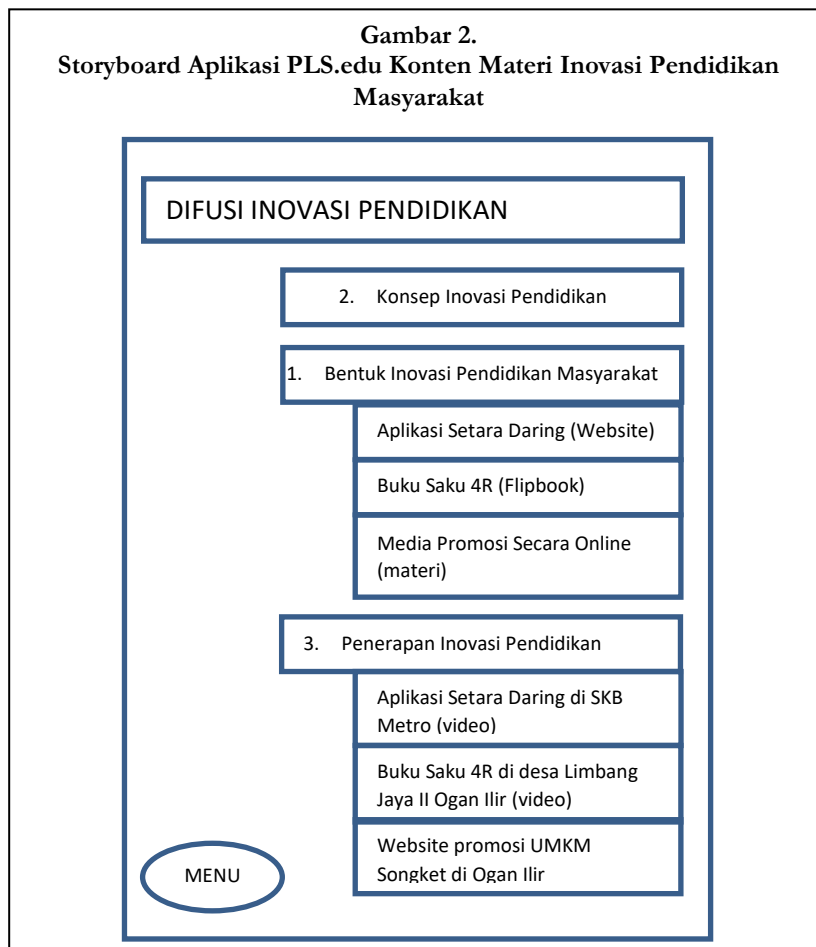 Gambar 2.
Storyboard Aplikasi PLS.edu Konten Materi Inovasi Pendidikan
Masyarakat
DIFUSI INOVASI PENDIDIKAN
2. Konsep Inovasi Pendidikan
1. Bentuk Inovasi Pendidikan Masyarakat
Aplikasi Setara Daring (Website)
Buku Saku 4R (Flipbook)
Media Promosi Secara Online
(materi)
3. Penerapan Inovasi Pendidikan
Aplikasi Setara Daring di SKB
Metro (video)
Buku Saku 4R di desa Limbang
Jaya II Ogan Ilir (video)
Website promosi UMKM
Songket di Ogan Ilir
MENU